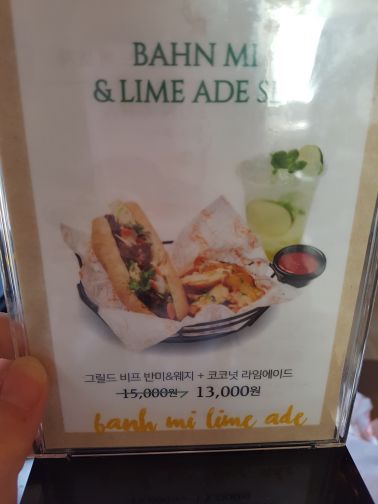 BAHN MI
& LIME ADE
그릴드 비프 반미&웨지 + 코코넛 라임에이드
15,000원 13,000원
banh mi lime ade